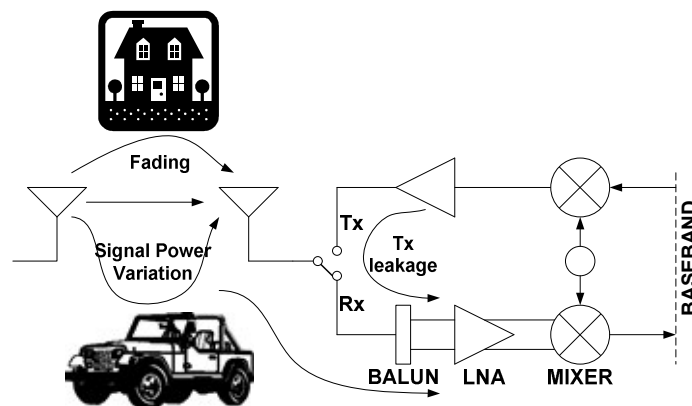 Fading
Signal Power
Variation
Tx
Tx
leakage
Rx
BALUN
LNA
MIXER
BASEBAND